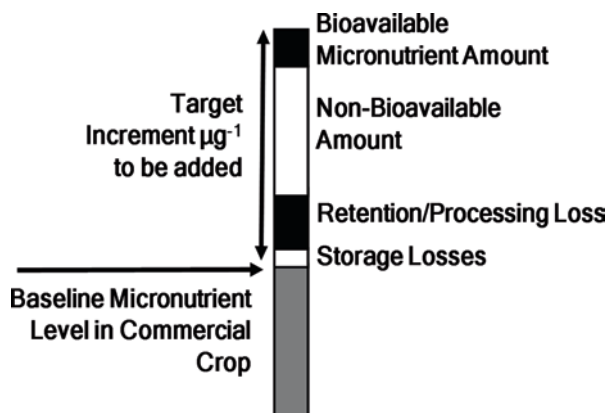 Bioavailable
Micronutrient Amount
Target
Increment µg⁻¹
to be added
Non-Bioavailable
Amount
Retention/Processing Loss
Storage Losses
Baseline Micronutrient
Level in Commercial
Crop